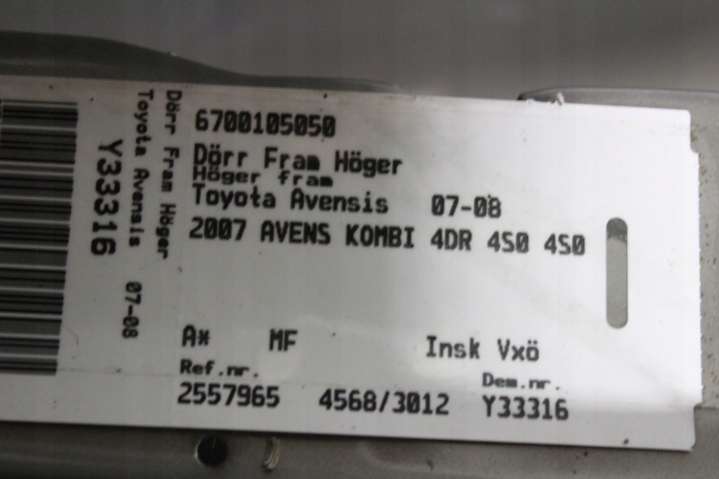 6700105050
Dörr Fram Höger
Höger fram
Toyota Avensis 07-08
2007 AVENS KOMBI 4DR 4S0 4S0
A* MF Insk Vxö
Ref.nr. Dem.nr.
2557965 4568/3012 Y33316
Dörr Fram Höger
Toyota Avensis 07-08
Y33316